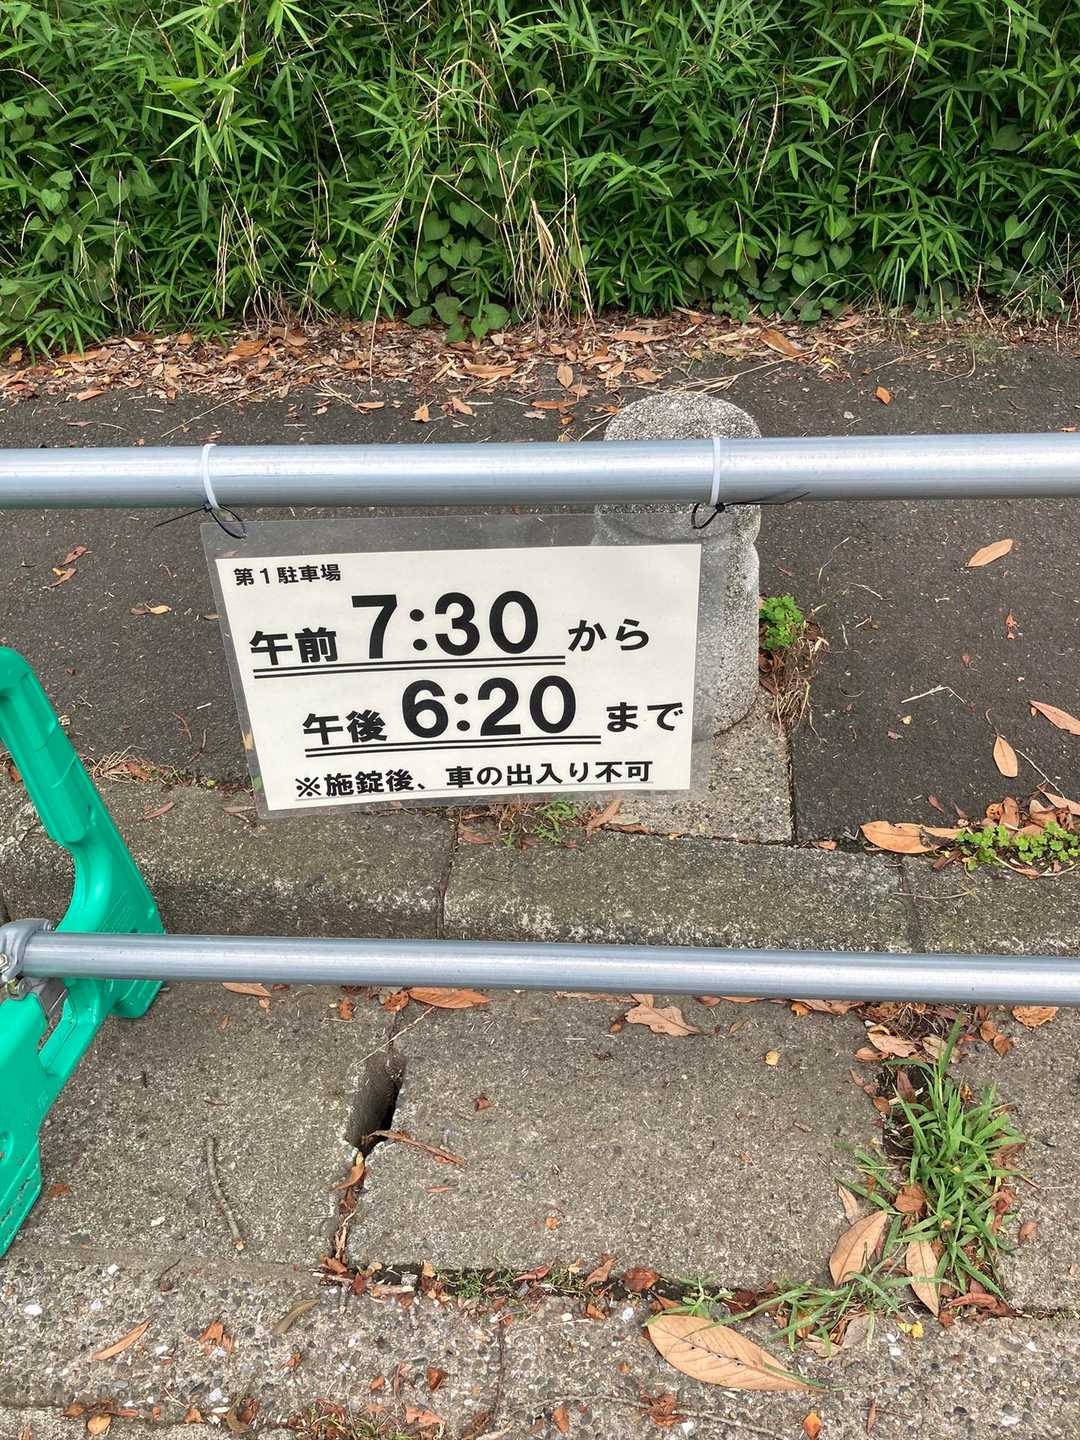 第1駐車場
午前 7:30 から
午後 6:20 まで
※施錠後、車の出入り不可